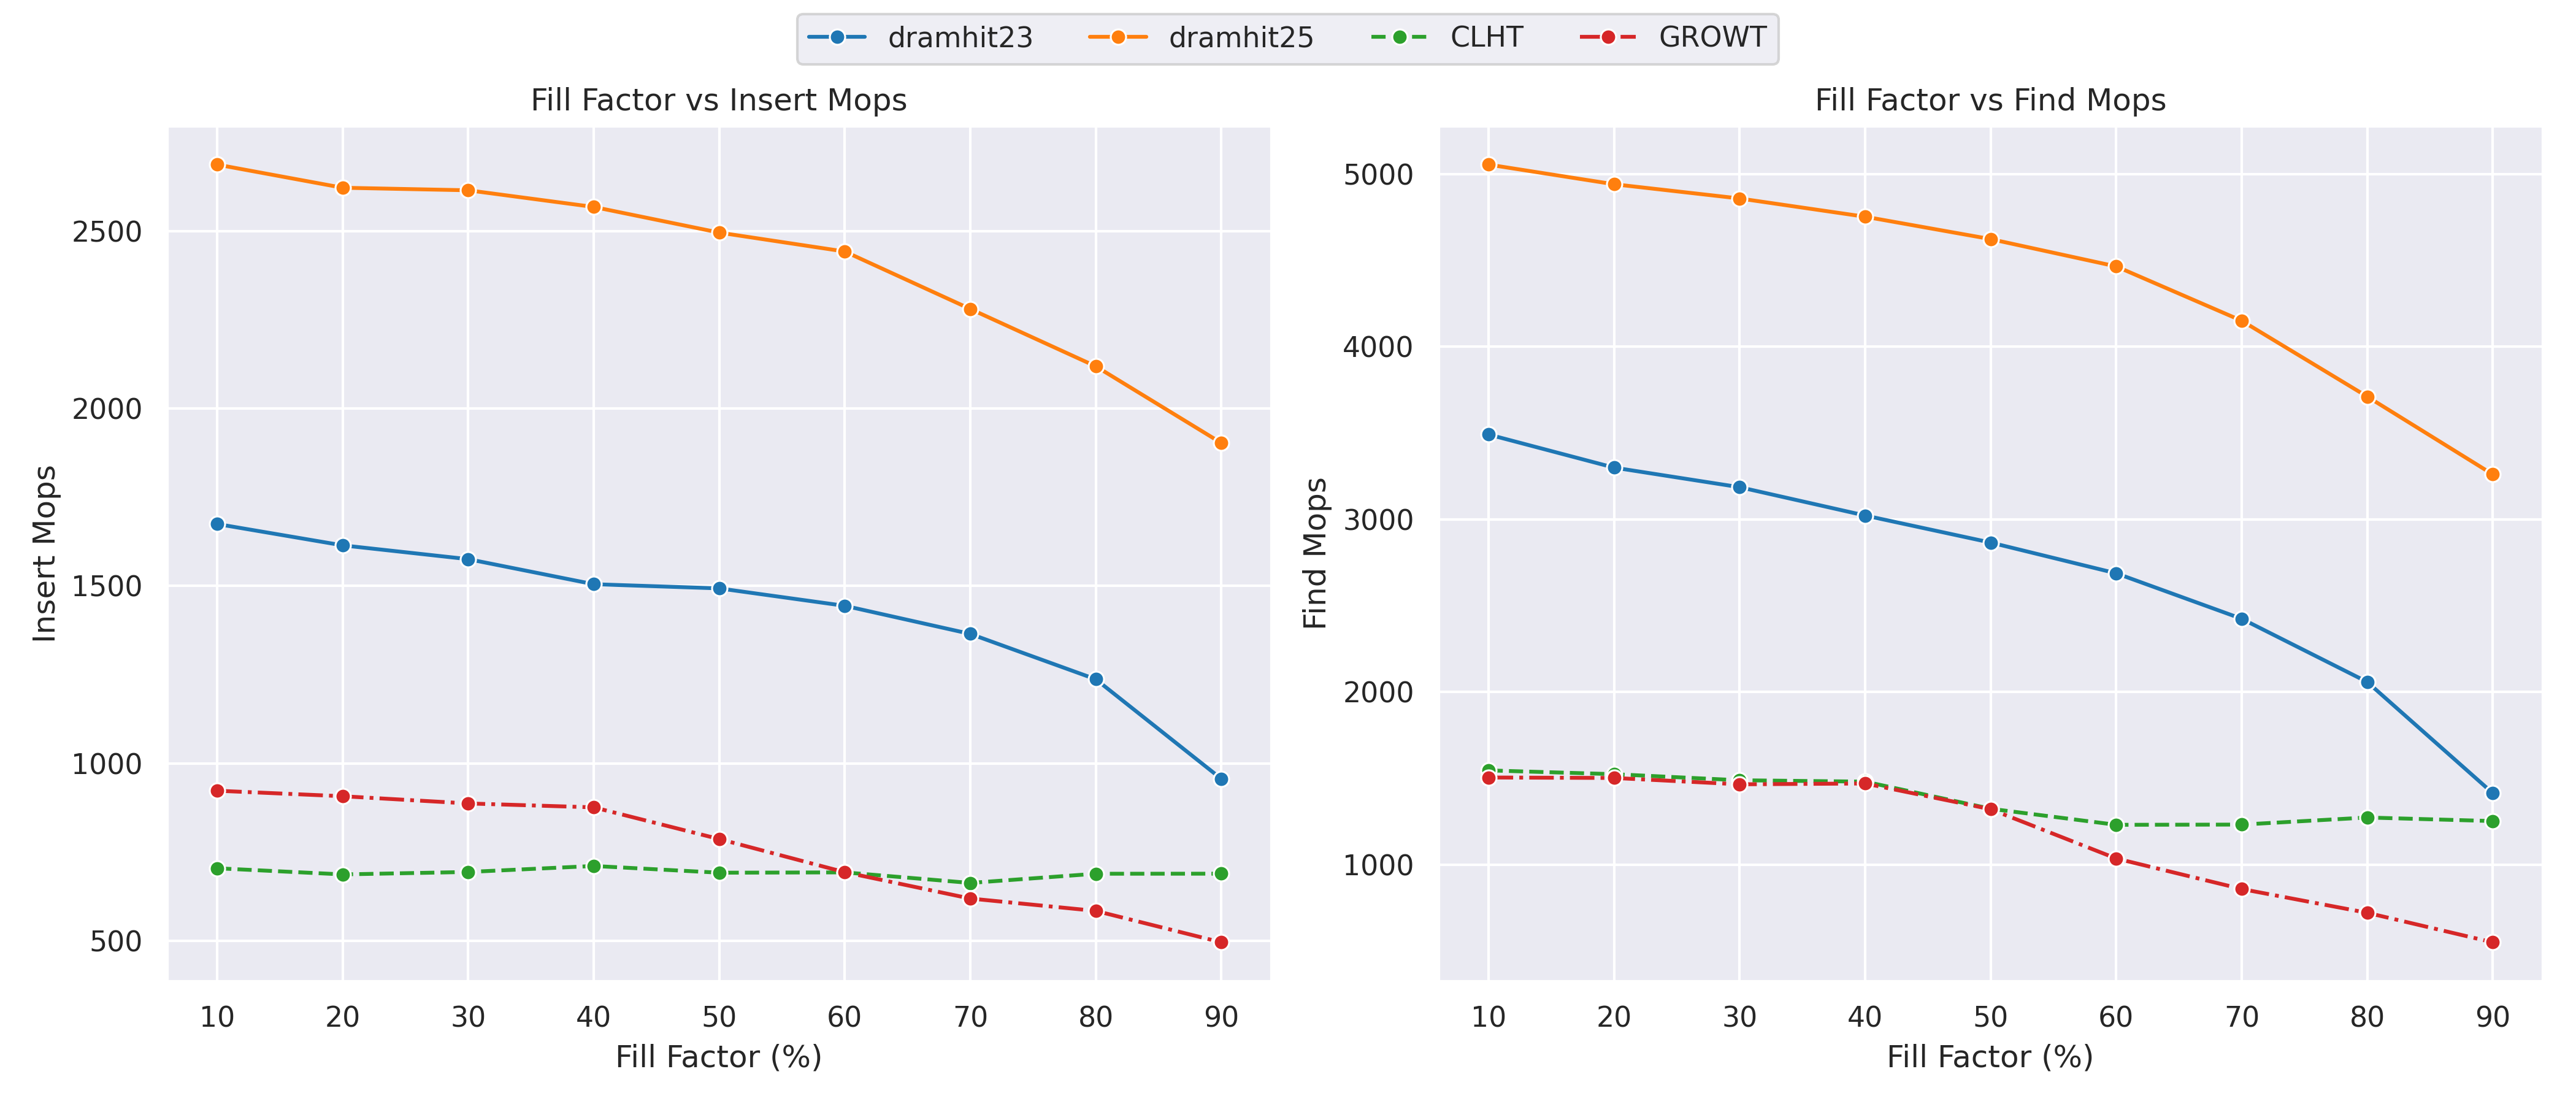 dramhit23 dramhit25 CLHT GROWT
Fill Factor vs Insert Mops
Insert Mops
2500
2000
1500
1000
500
10 20 30 40 50 60 70 80 90
Fill Factor (%)
Fill Factor vs Find Mops
Find Mops
5000
4000
3000
2000
1000
10 20 30 40 50 60 70 80 90
Fill Factor (%)